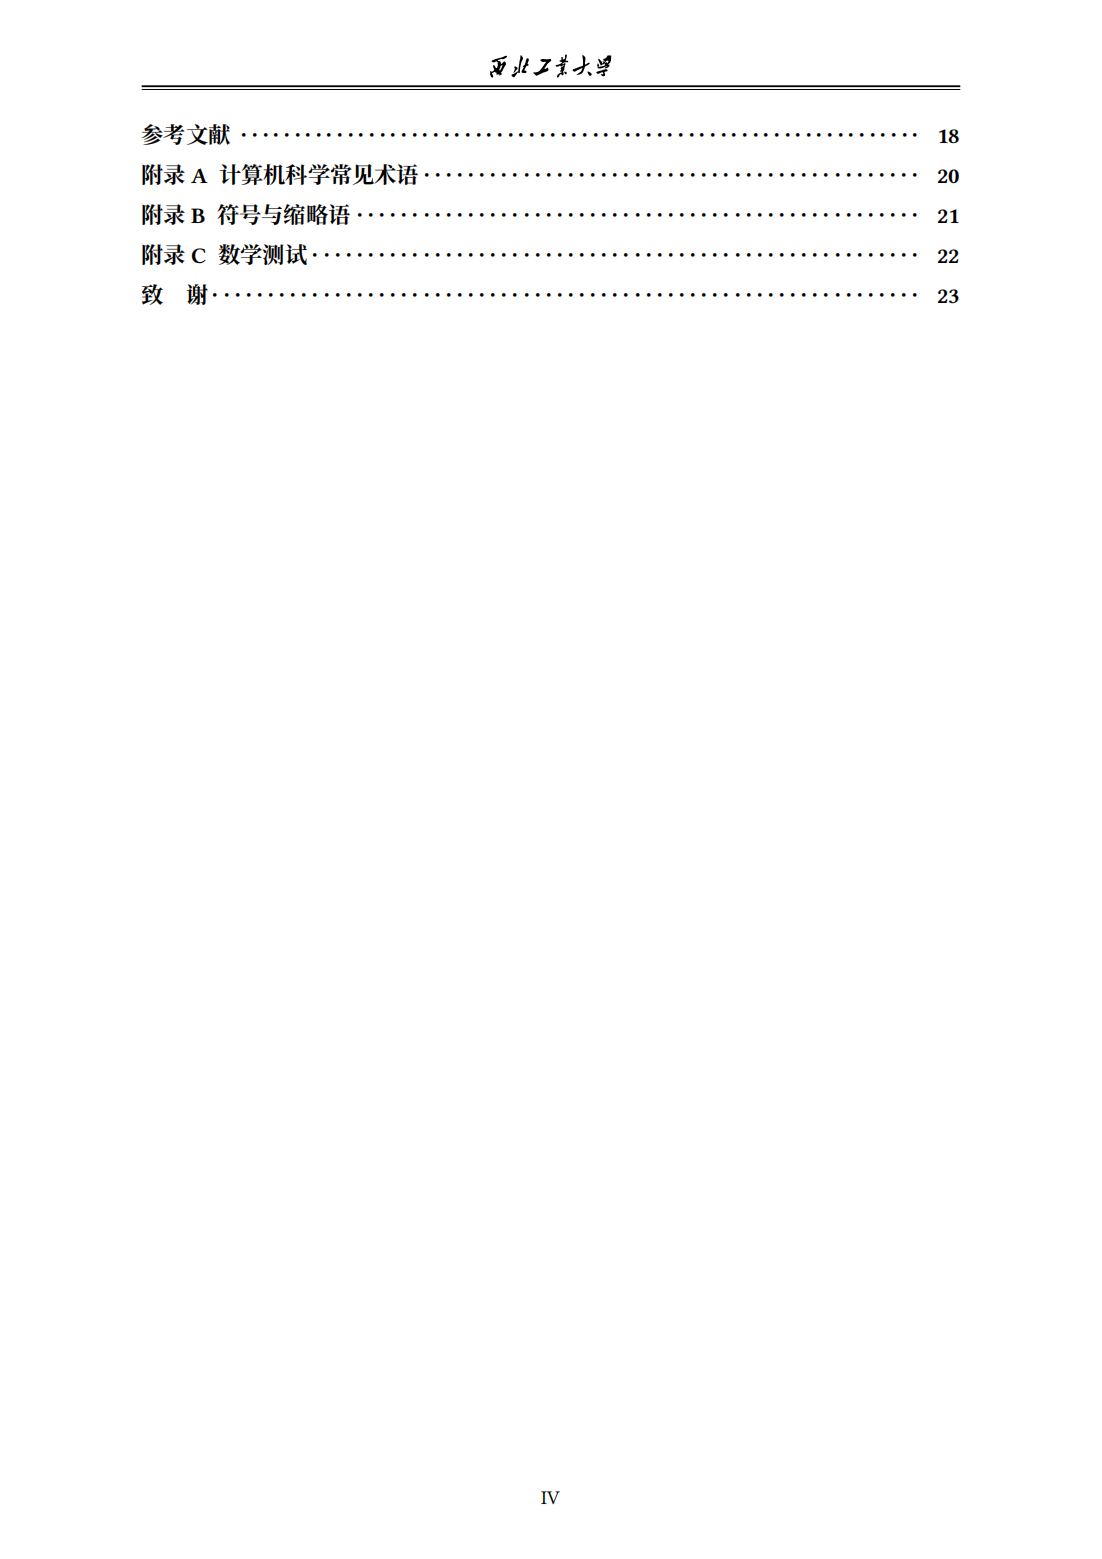 西北工业大学
参考文献 ······························································ 18
附录 A 计算机科学常见术语 ············································· 20
附录 B 符号与缩略语 ··················································· 21
附录 C 数学测试 ······················································· 22
致 谢 ································································ 23
IV